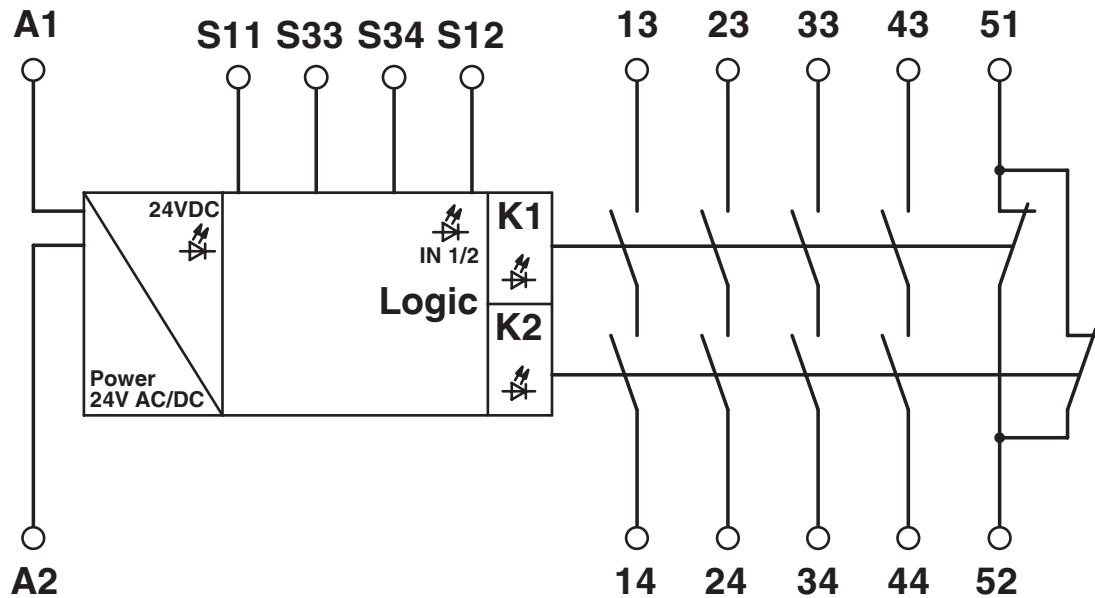 A1
S11 S33 S34 S12
13 23 33 43 51
24VDC
IN 1/2
K1
Logic
K2
Power
24V AC/DC
A2
14 24 34 44 52